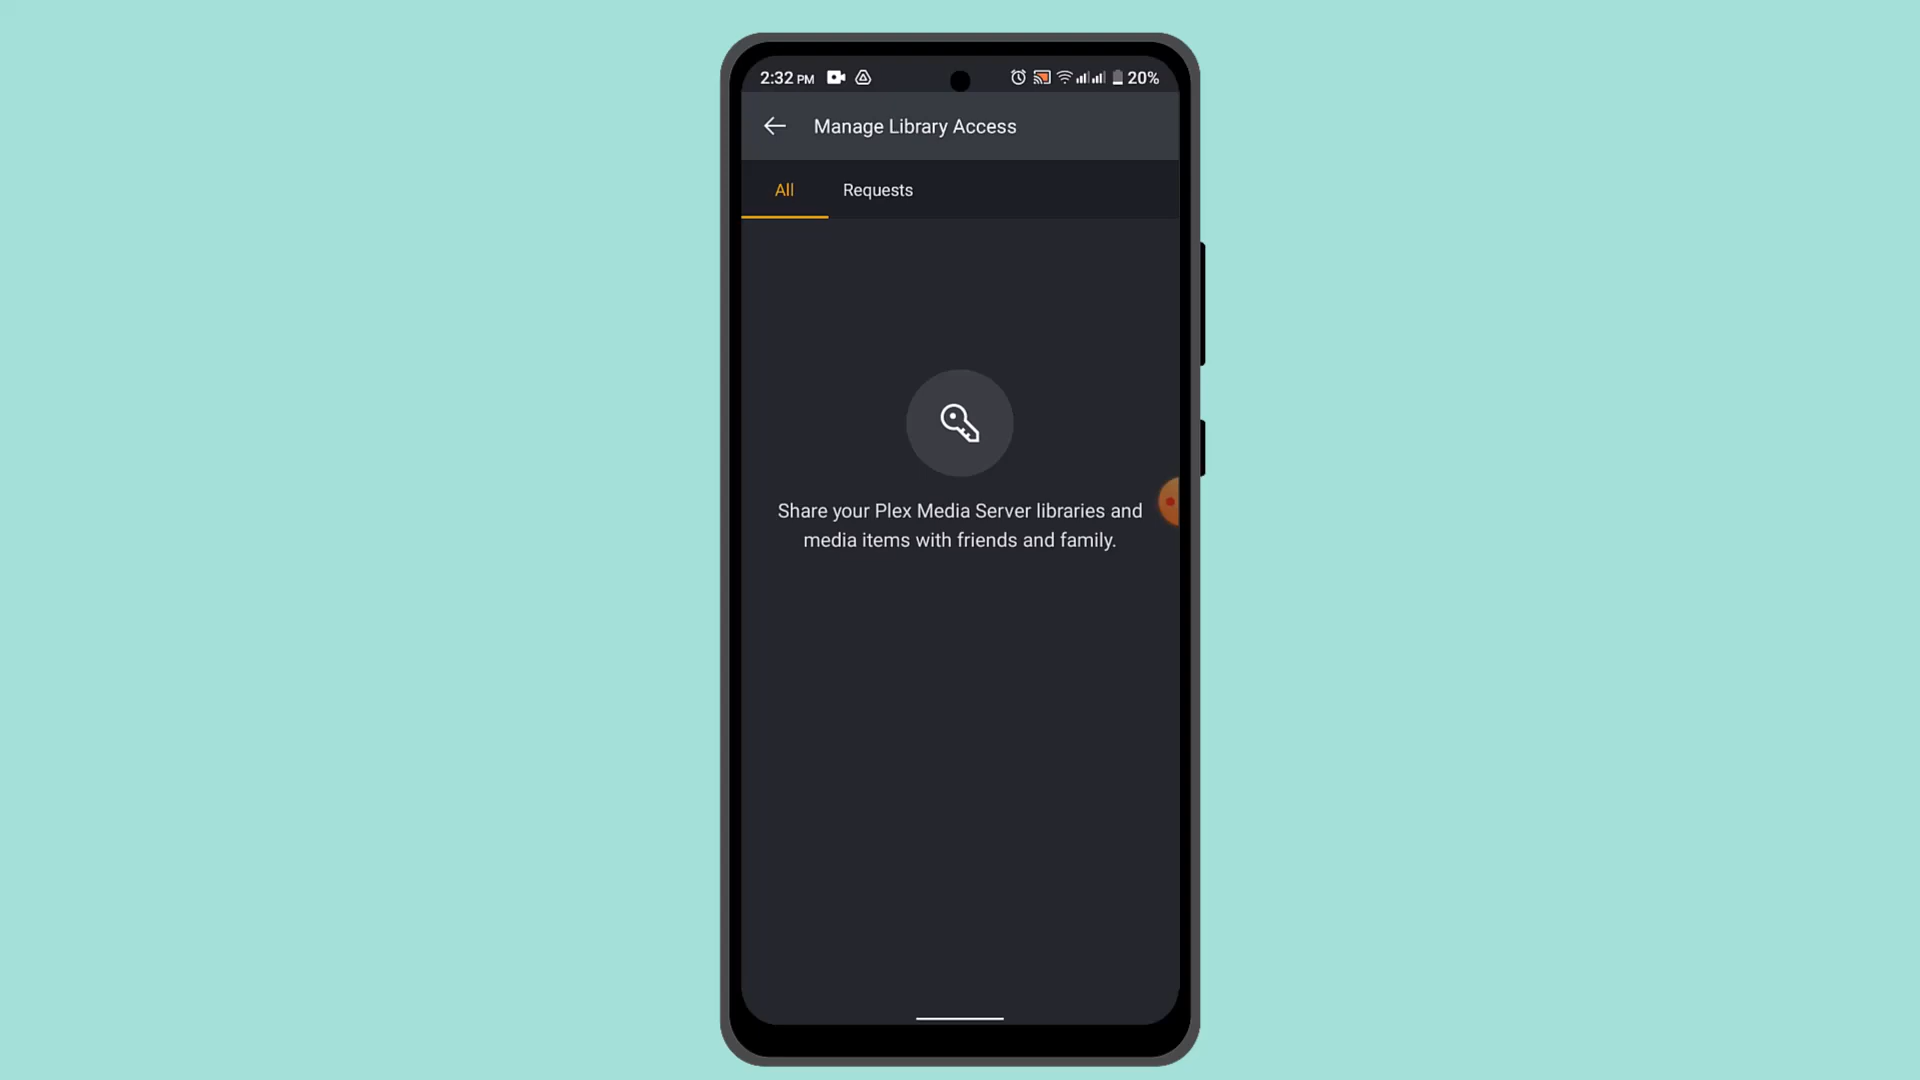 2:32 PM 20%
Manage Library Access
All Requests
Share your Plex Media Server libraries and
media items with friends and family.